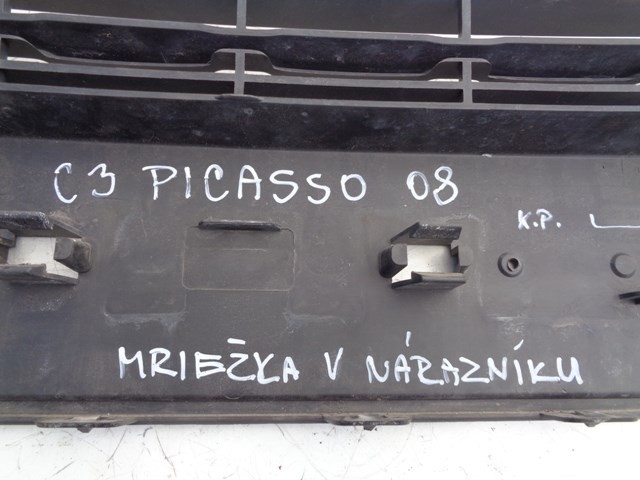 C3 PICASSO 08
K.P.
MRIEŽKA V NÁRAZNÍKU